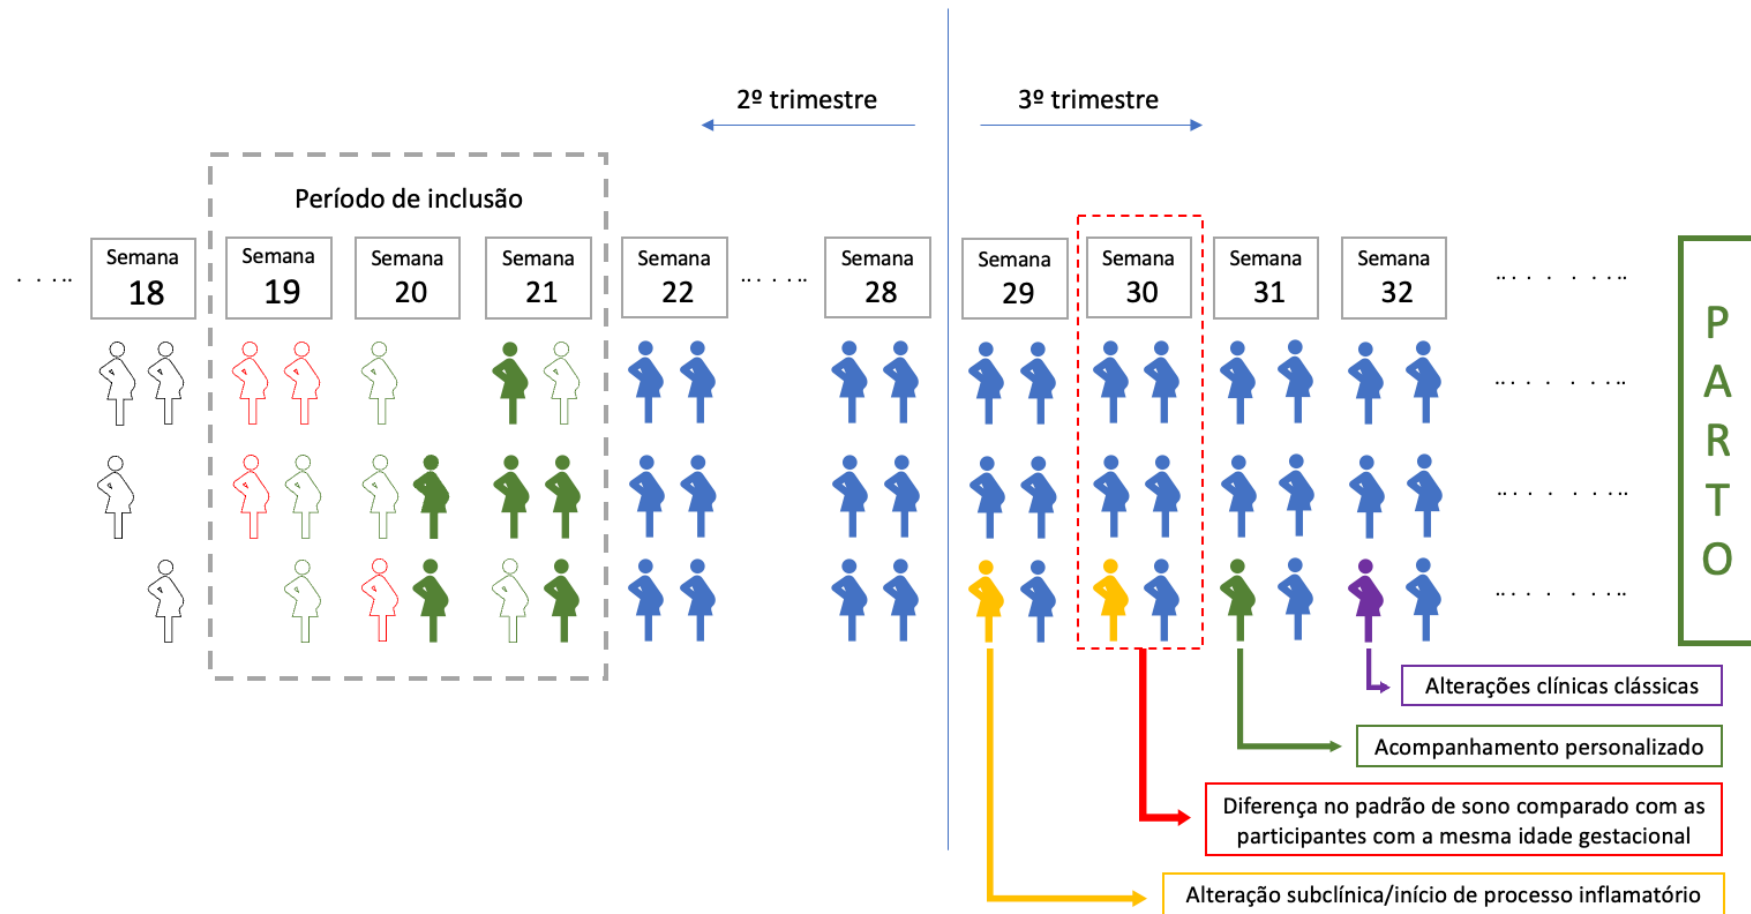 2º trimestre
3º trimestre
Período de inclusão
Semana
18
Semana
19
Semana
20
Semana
21
Semana
22
Semana
28
Semana
29
Semana
30
Semana
31
Semana
32
P
A
R
T
O
Alterações clínicas clássicas
Acompanhamento personalizado
Diferença no padrão de sono comparado com as
participantes com a mesma idade gestacional
Alteração subclínica/início de processo inflamatório